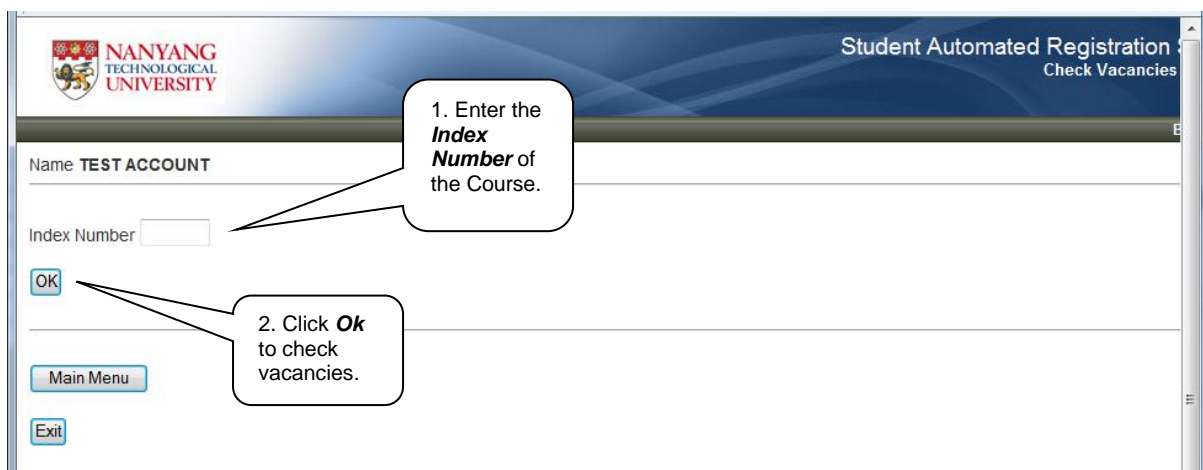 NANYANG
TECHNOLOGICAL
UNIVERSITY
Student Automated Registration
Check Vacancies
1. Enter the
Index
Number of
the Course.
Name TEST ACCOUNT
Index Number
OK
2. Click Ok
to check
vacancies.
Main Menu
Exit